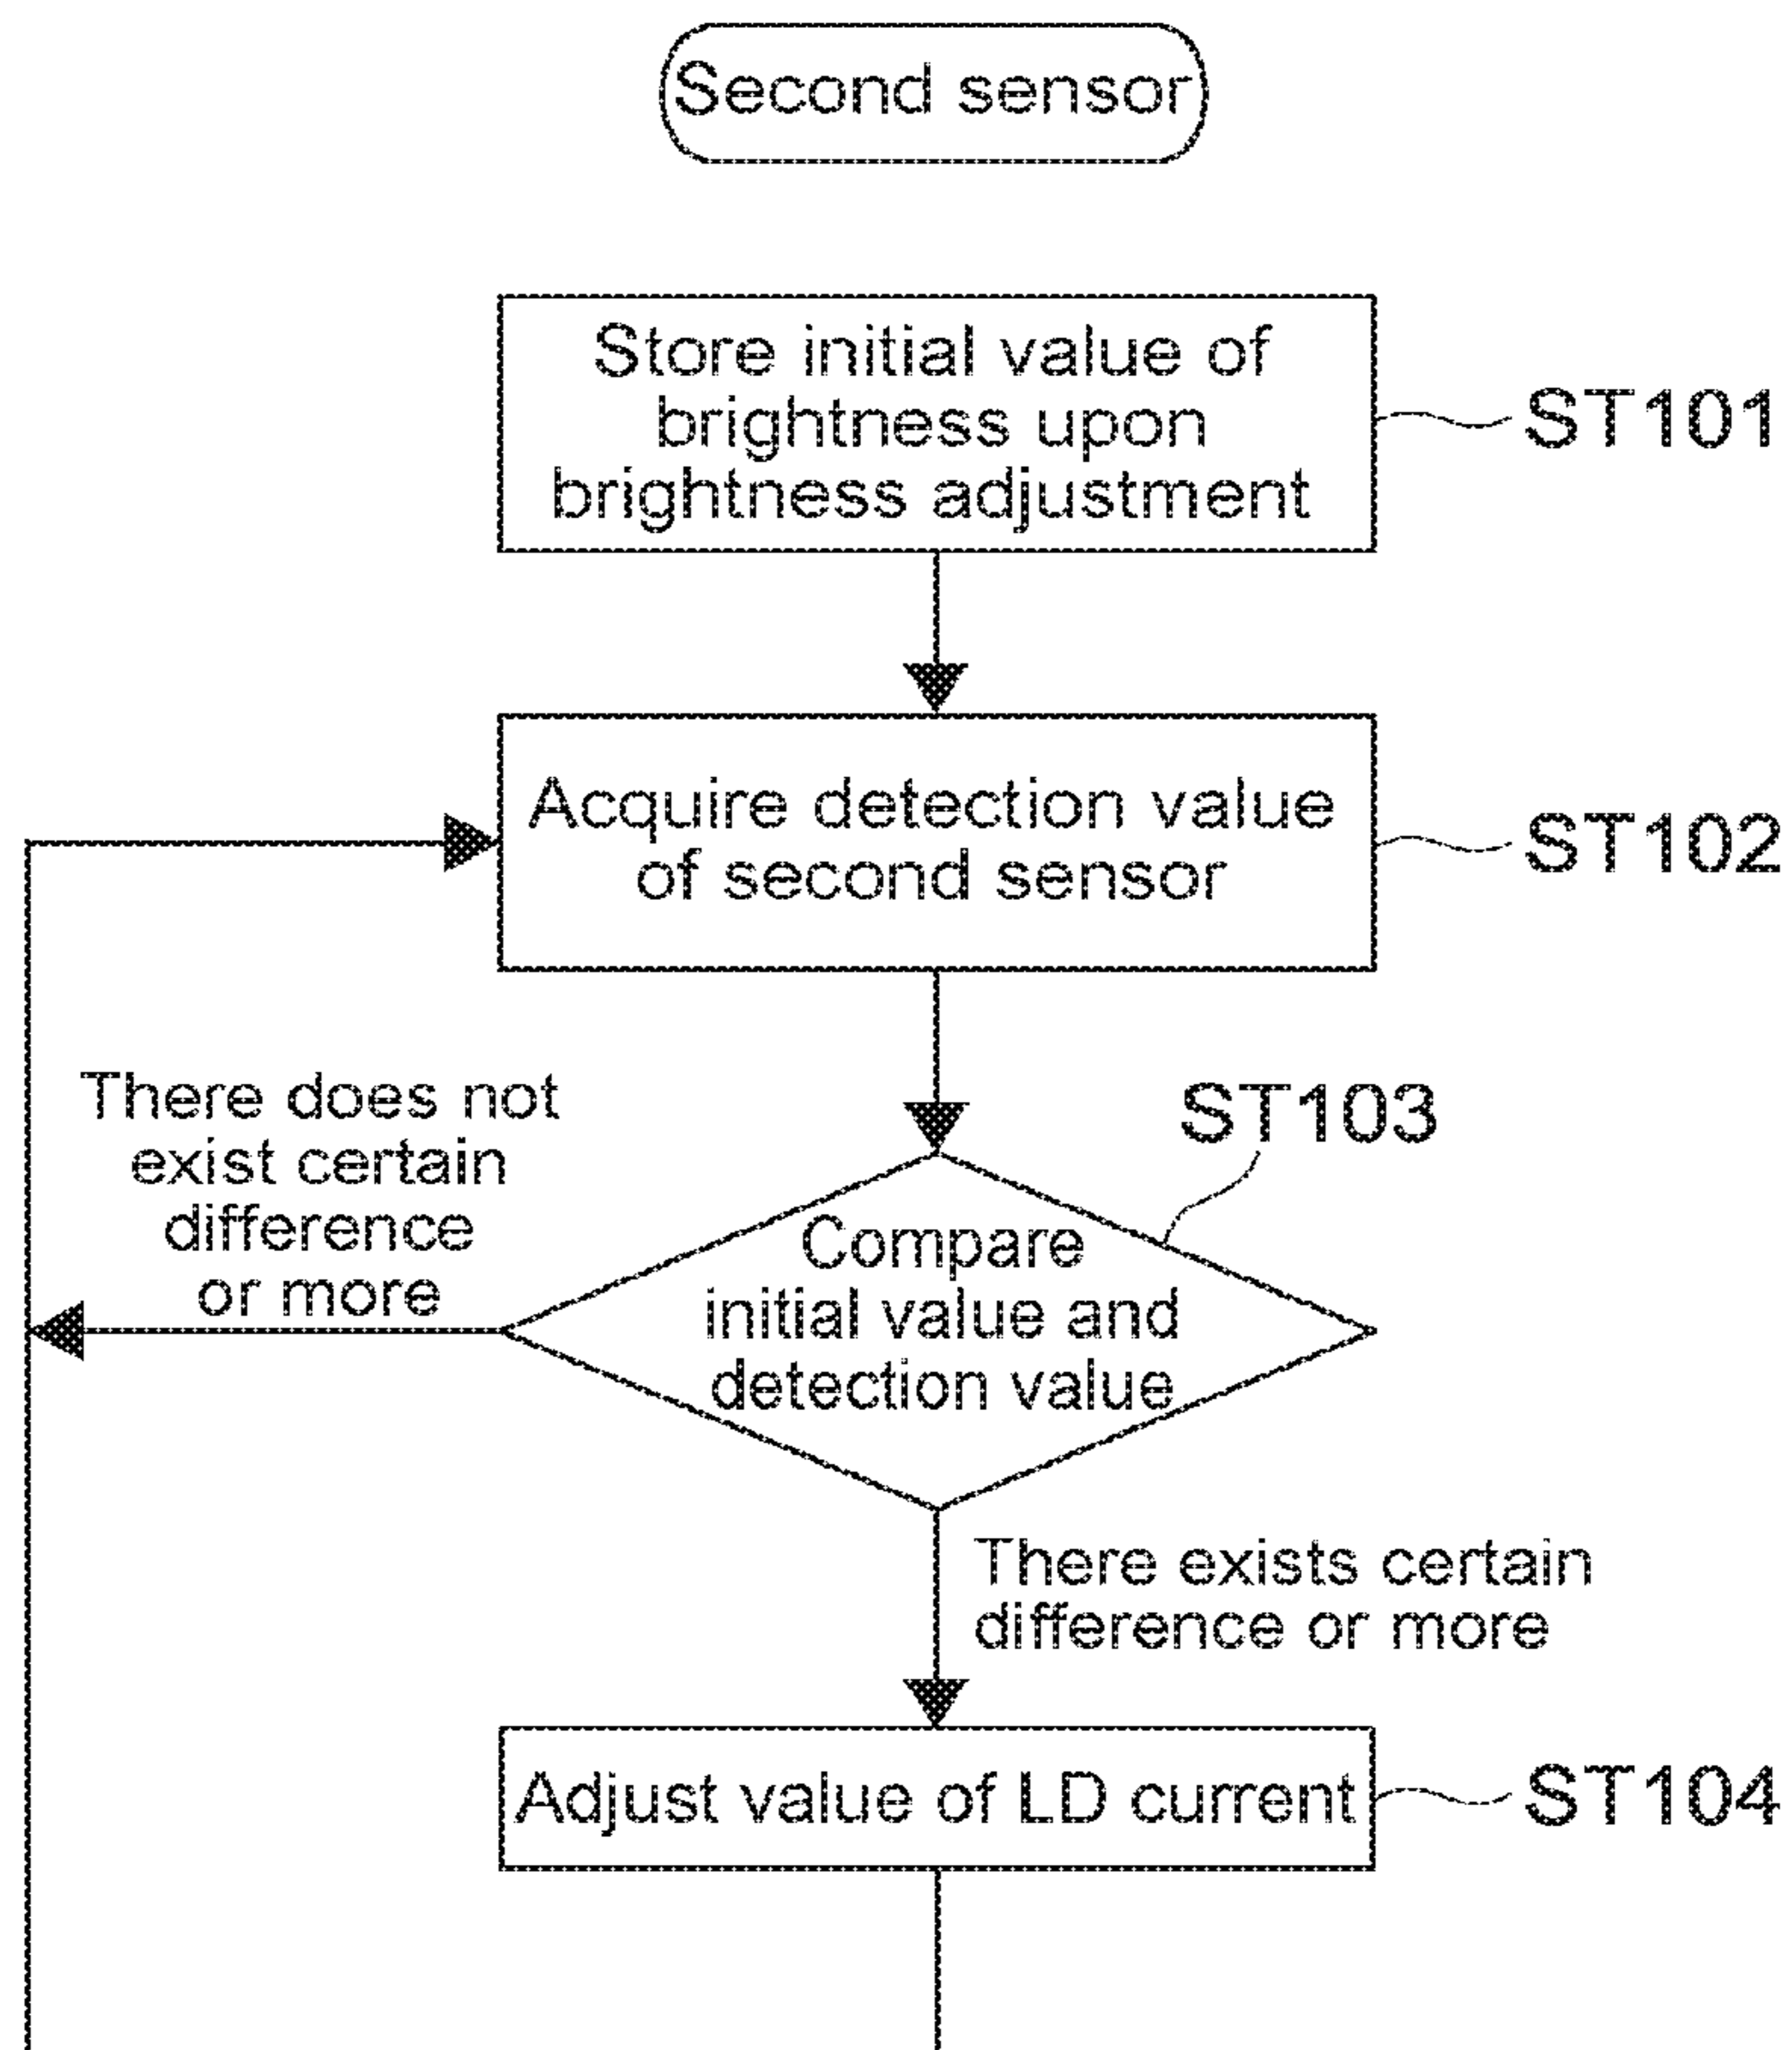 Second sensor
Store initial value of
brightness upon
brightness adjustment
ST101
Acquire detection value
of second sensor
ST102
There does not
exist certain
difference
or more
ST103
Compare
initial value and
detection value
There exists certain
difference or more
Adjust value of LD current
ST104